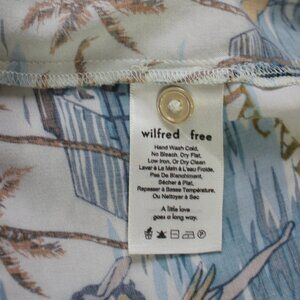 wilfred free
Hand Wash Cold,
No Bleach, Dry Flat,
Low Iron, Or Dry Clean
Laver à La Main à L'eau Froide,
Pas De Blanchiment,
Sécher à Plat,
Repasser à Basse Température,
Ou Nettoyer à Sec
A little love
goes a long way.